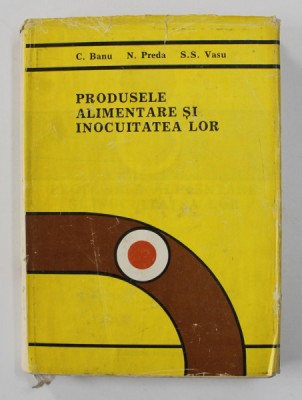 C. Banu N. Preda S.S. Vasu
PRODUSELE
ALIMENTARE ŞI
INOCUITATEA LOR